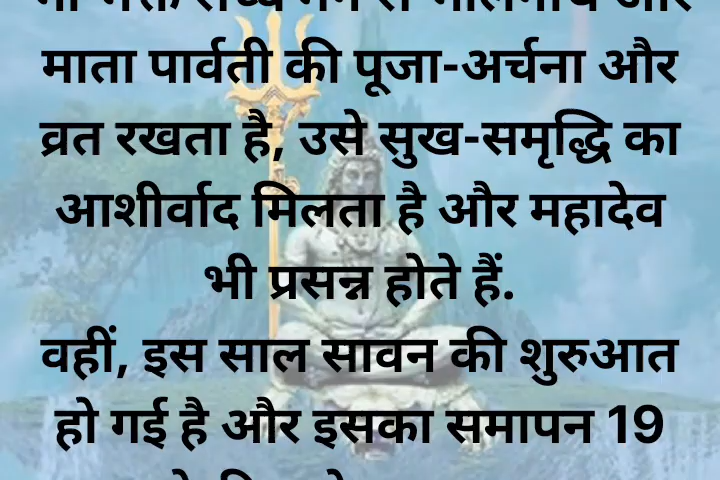 माता पार्वती की पूजा-अर्चना और
व्रत रखता है, उसे सुख-समृद्धि का
आशीर्वाद मिलता है और महादेव
भी प्रसन्न होते हैं.
वहीं, इस साल सावन की शुरुआत
हो गई है और इसका समापन 19